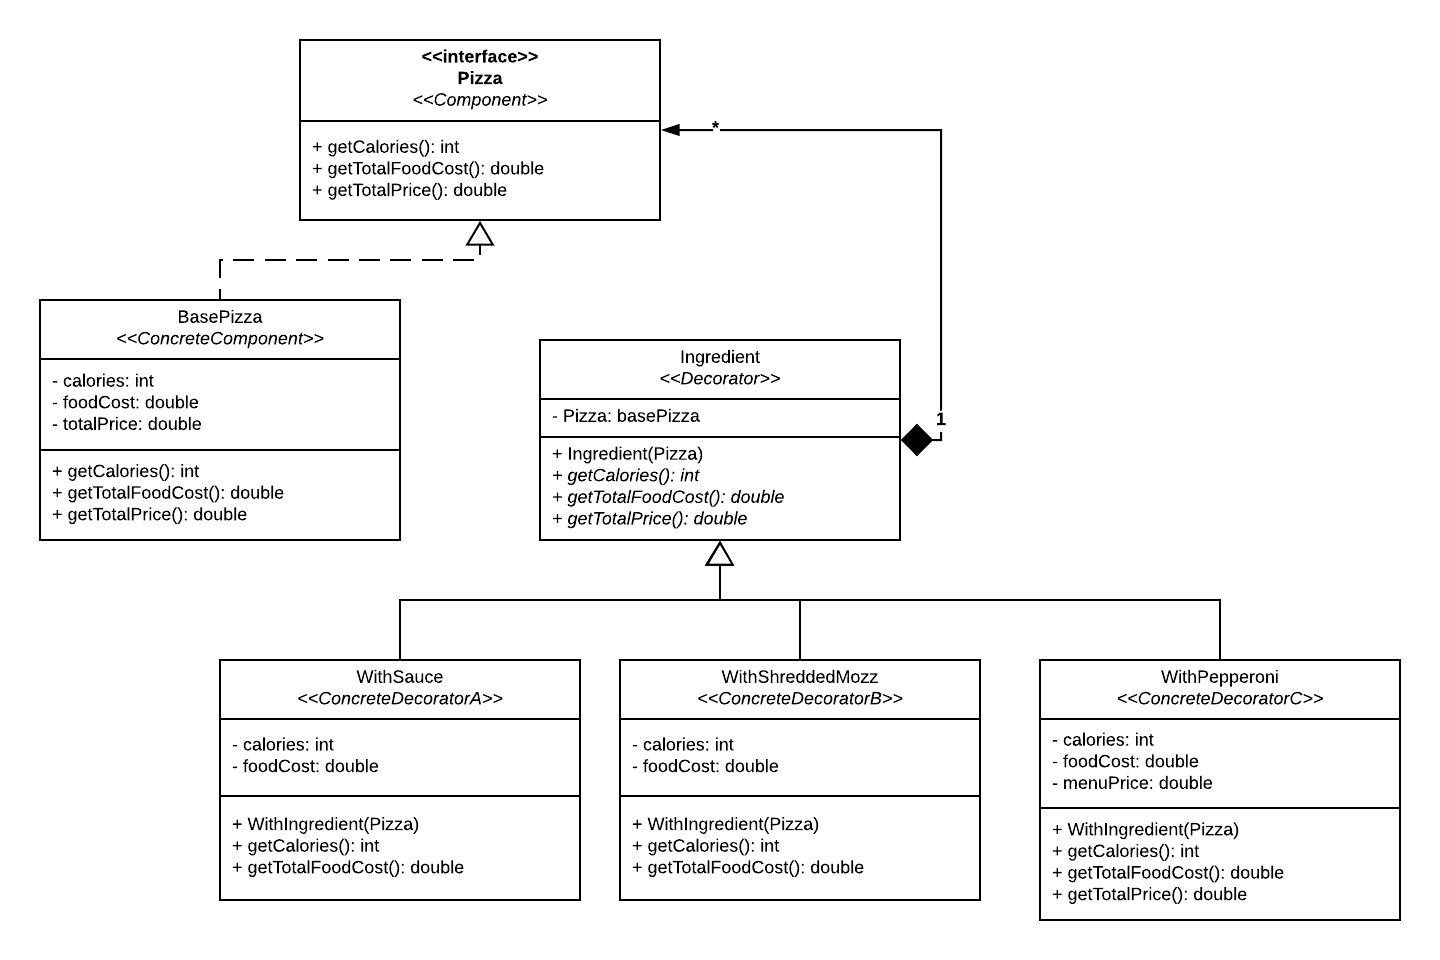 <<interface>>
Pizza
<<Component>>
+ getCalories(): int
+ getTotalFoodCost(): double
+ getTotalPrice(): double
*
BasePizza
<<ConcreteComponent>>
- calories: int
- foodCost: double
- totalPrice: double
+ getCalories(): int
+ getTotalFoodCost(): double
+ getTotalPrice(): double
Ingredient
<<Decorator>>
- Pizza: basePizza
+ Ingredient(Pizza)
+ getCalories(): int
+ getTotalFoodCost(): double
+ getTotalPrice(): double
1
WithSauce
<<ConcreteDecoratorA>>
- calories: int
- foodCost: double
+ WithIngredient(Pizza)
+ getCalories(): int
+ getTotalFoodCost(): double
WithShreddedMozz
<<ConcreteDecoratorB>>
- calories: int
- foodCost: double
+ WithIngredient(Pizza)
+ getCalories(): int
+ getTotalFoodCost(): double
WithPepperoni
<<ConcreteDecoratorC>>
- calories: int
- foodCost: double
- menuPrice: double
+ WithIngredient(Pizza)
+ getCalories(): int
+ getTotalFoodCost(): double
+ getTotalPrice(): double